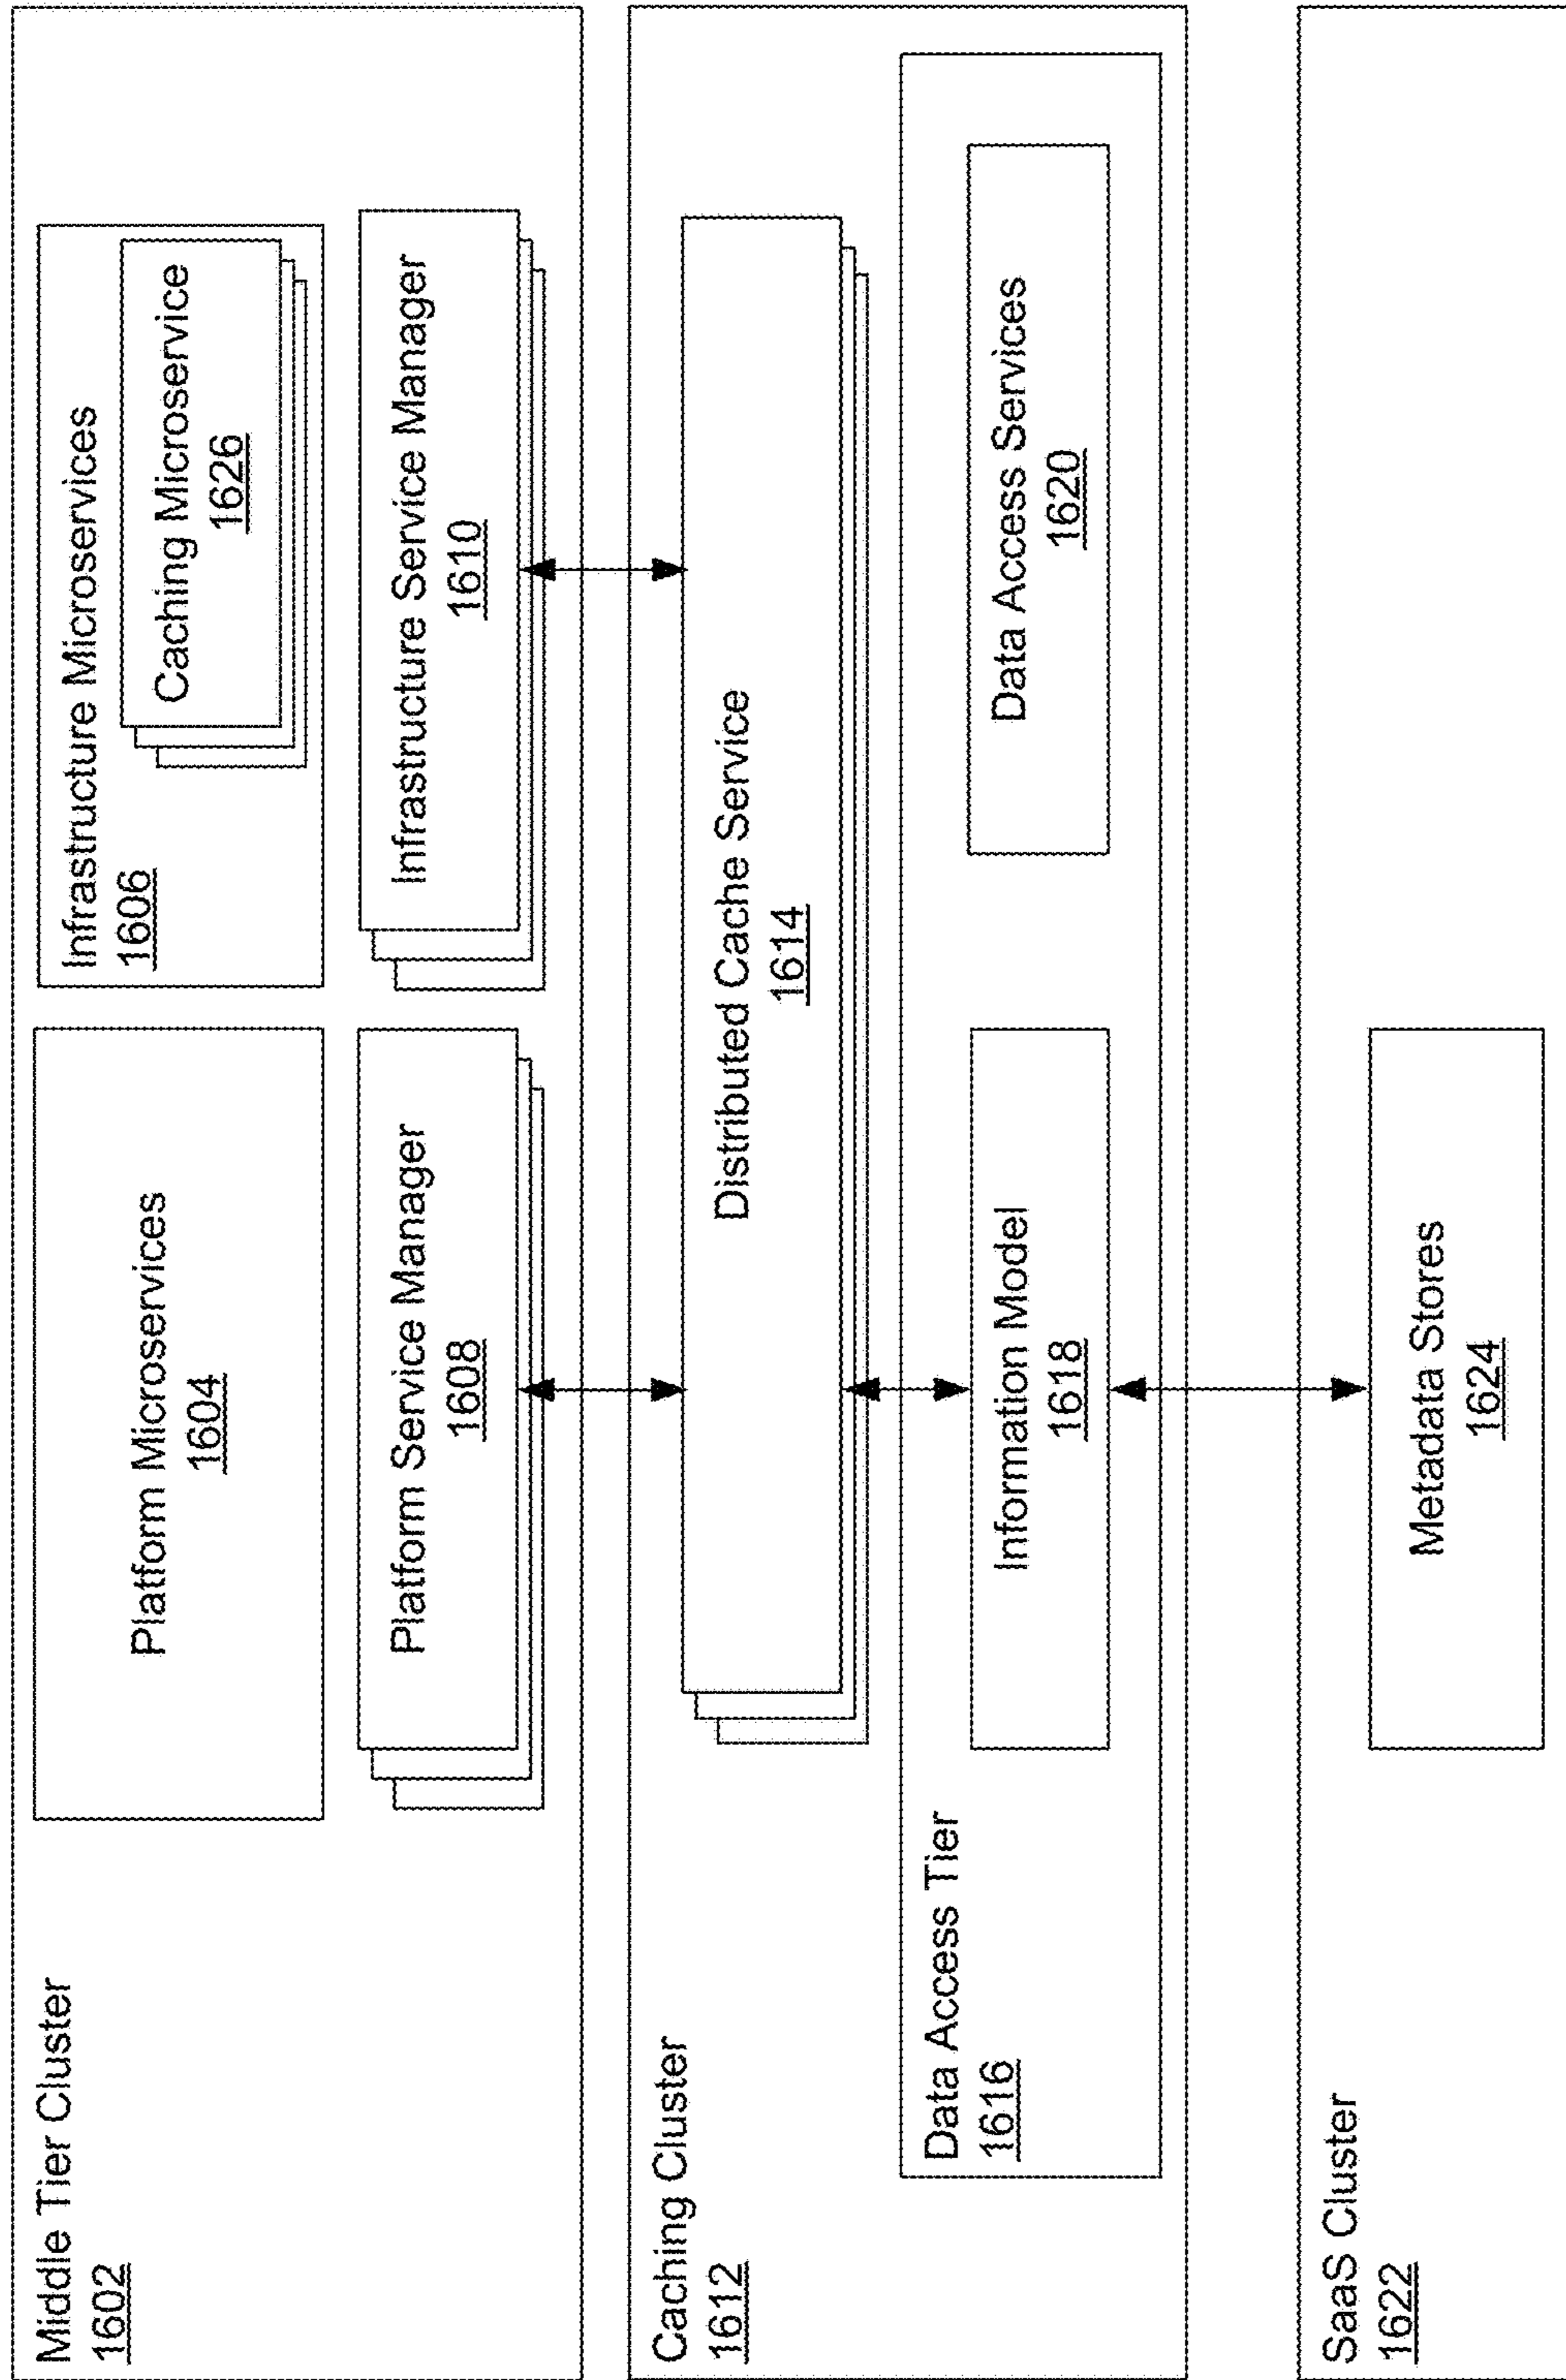 Middle Tier Cluster
1602
Platform Microservices
1604
Infrastructure Microservices
1606
Caching Microservice
1626
Platform Service Manager
1608
Infrastructure Service Manager
1610
Caching Cluster
1612
Distributed Cache Service
1614
Data Access Tier
1616
Information Model
1618
Data Access Services
1620
SaaS Cluster
1622
Metadata Stores
1624